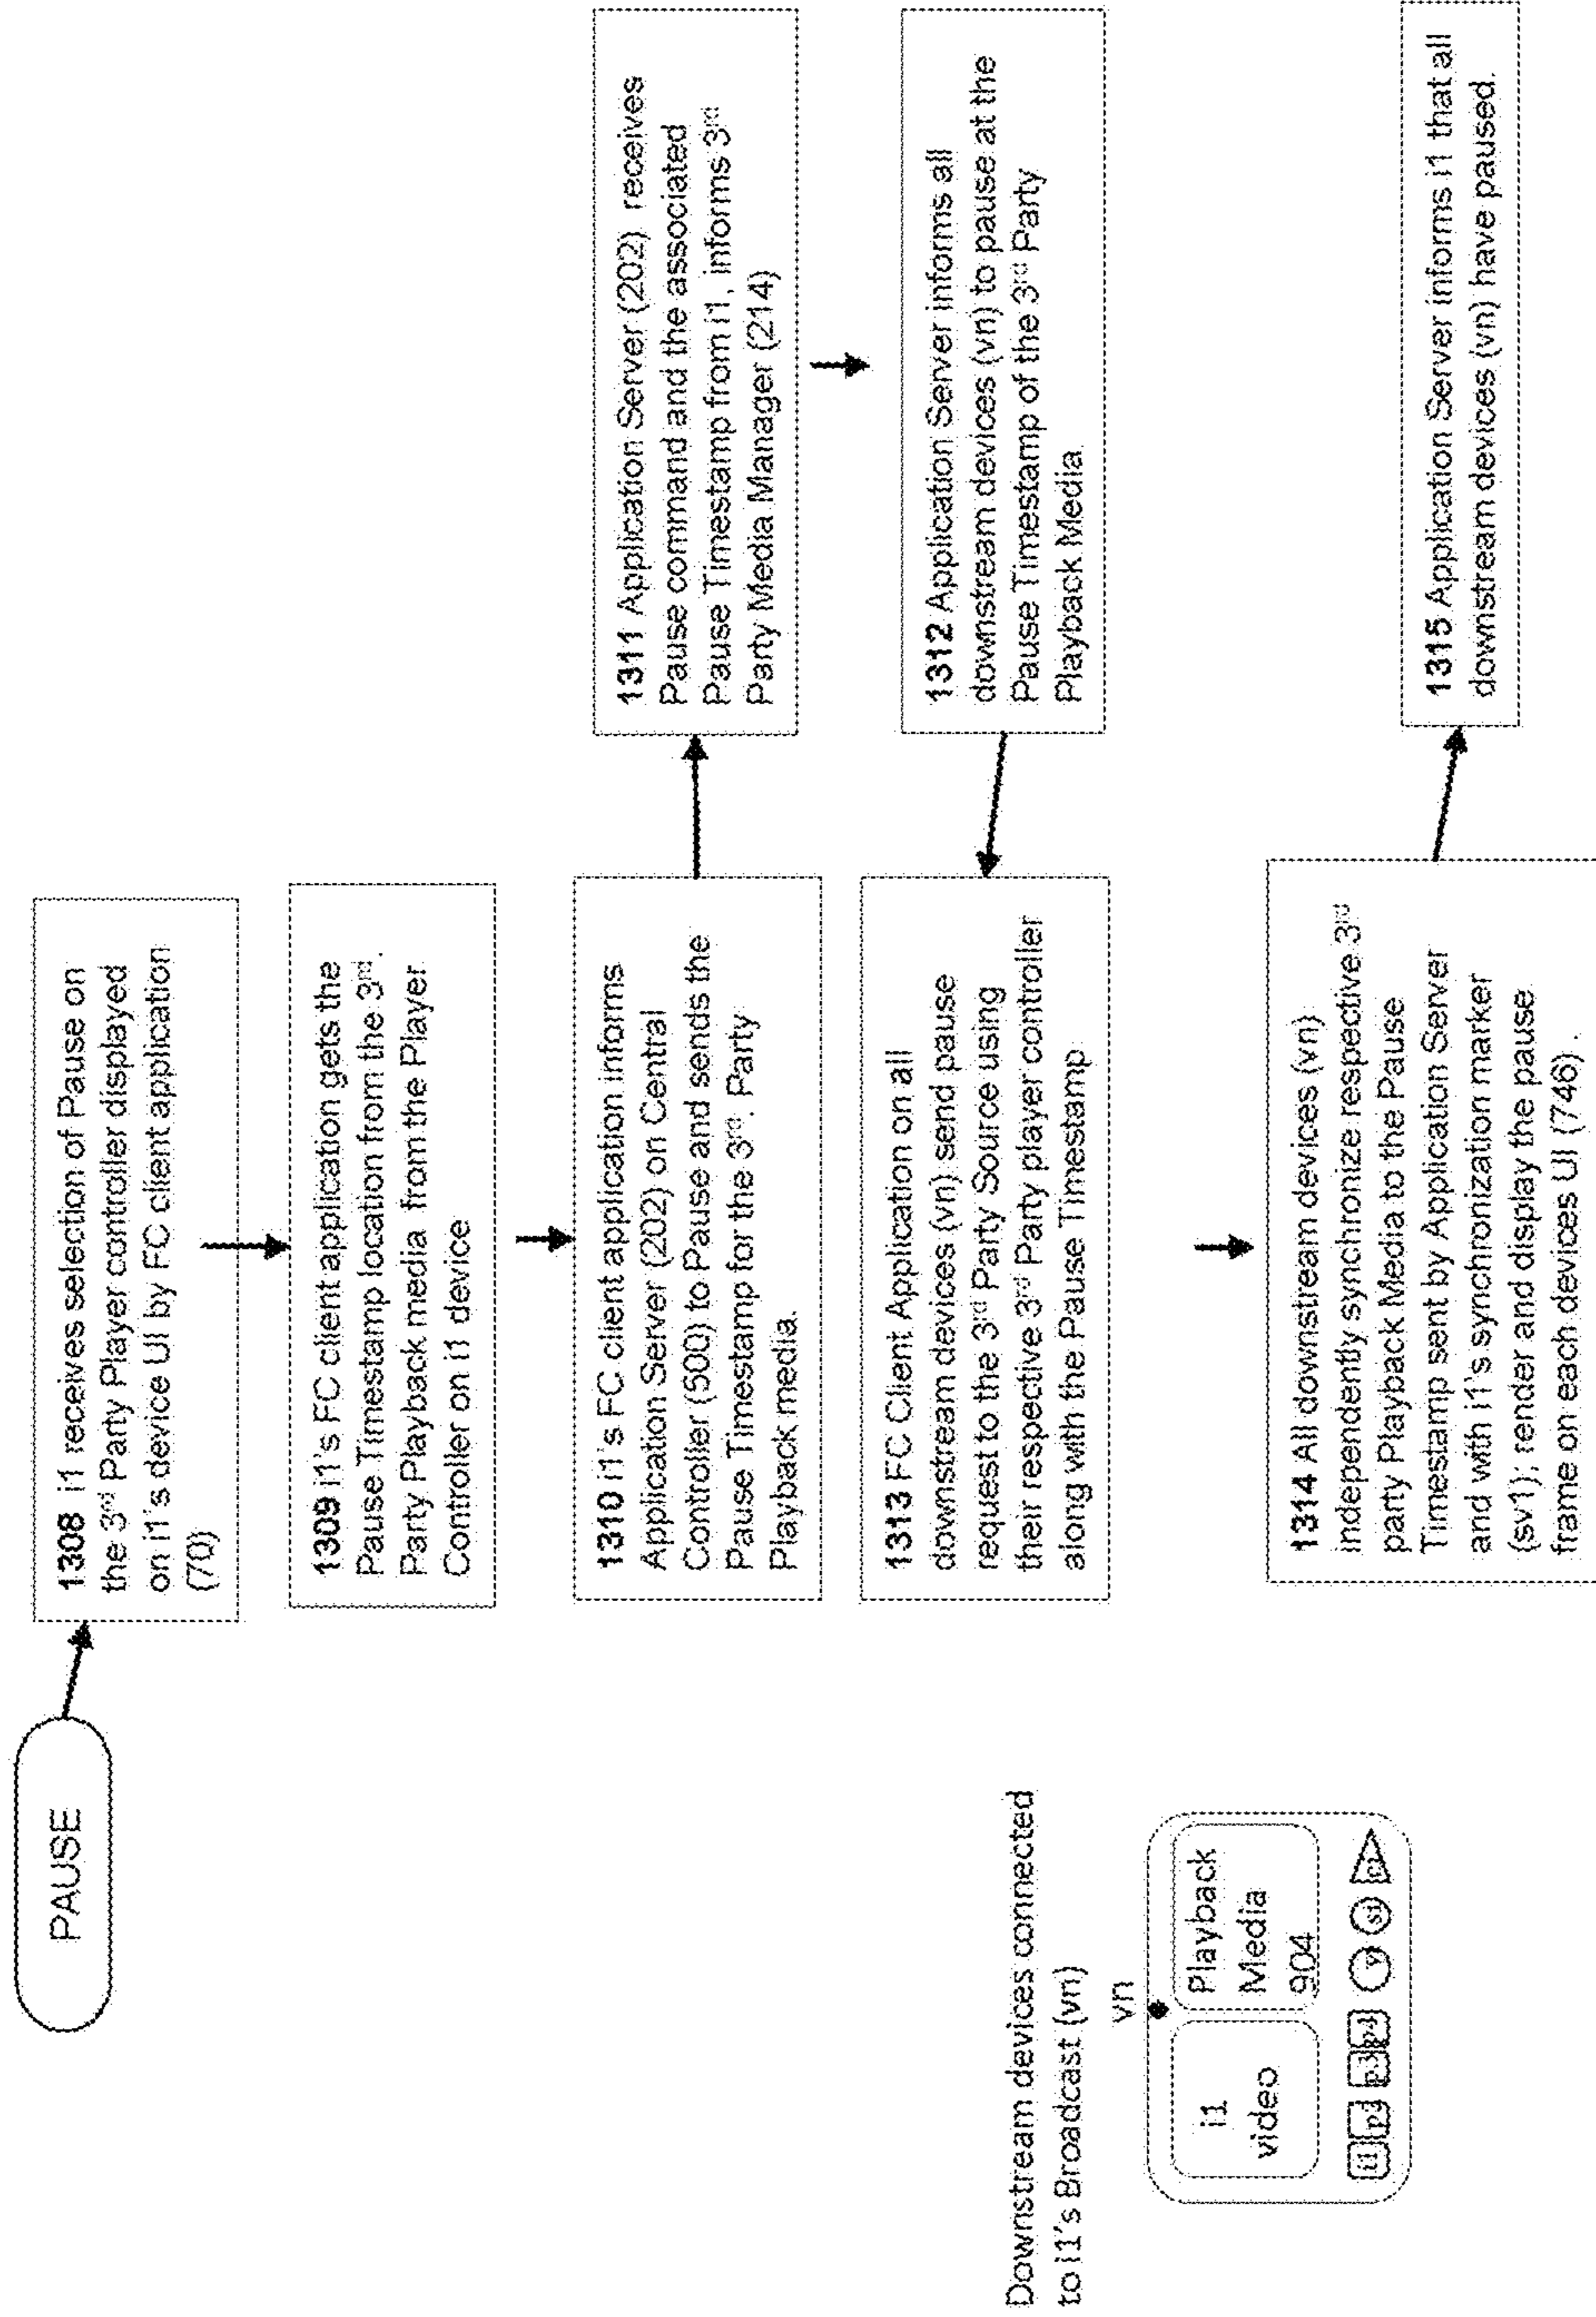 PAUSE
1308 i1 receives selection of Pause on
the 3rd Party Player controller displayed
on i1's device UI by FC client application
(70)
1309 i1's FC client application gets the
Pause Timestamp location from the 3rd.
Party Playback media from the Player
Controller on i1 device
1310 i1's FC client application informs
Application Server (202) on Central
Controller (500) to Pause and sends the
Pause Timestamp for the 3rd. Party
Playback media.
1311 Application Server (202) receives
Pause command and the associated
Pause Timestamp from i1, informs 3rd
Party Media Manager (214)
1312 Application Server informs all
downstream devices (vn) to pause at the
Pause Timestamp of the 3rd Party
Playback Media.
1313 FC Client Application on all
downstream devices (vn) send pause
request to the 3rd Party Source using
their respective 3rd Party player controller
along with the Pause Timestamp
1314 All downstream devices (vn)
independently synchronize respective 3rd
party Playback Media to the Pause
Timestamp sent by Application Server
and with i1's synchronization marker
(sv1); render and display the pause
frame on each devices UI (746).
1315 Application Server informs i1 that all
downstream devices (vn) have paused.
Downstream devices connected
to i1's Broadcast (vn)
vn
i1
video
Playback
Media
904
i1 p3 p4 s1